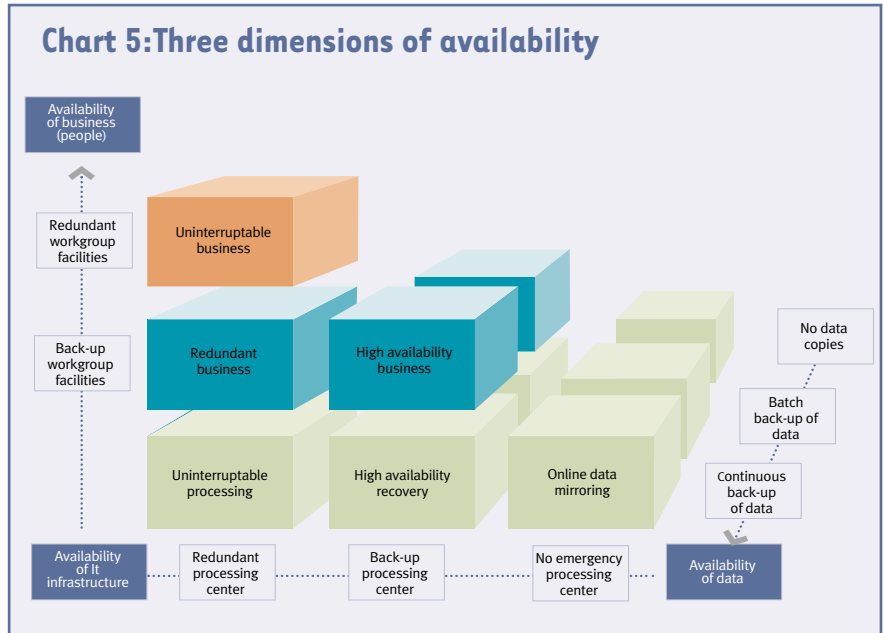 Chart 5:Three dimensions of availability
Availability
of business
(people)
Redundant
workgroup
facilities
Uninterruptable
business
Back-up
workgroup
facilities
Redundant
business
High availability
business
No data
copies
Batch
back-up of
data
Uninterruptable
processing
High availability
recovery
Online data
mirroring
Continuous
back-up
of data
Availability
of It
infrastructure
Redundant
processing
center
Back-up
processing
center
No emergency
processing
center
Availability
of data